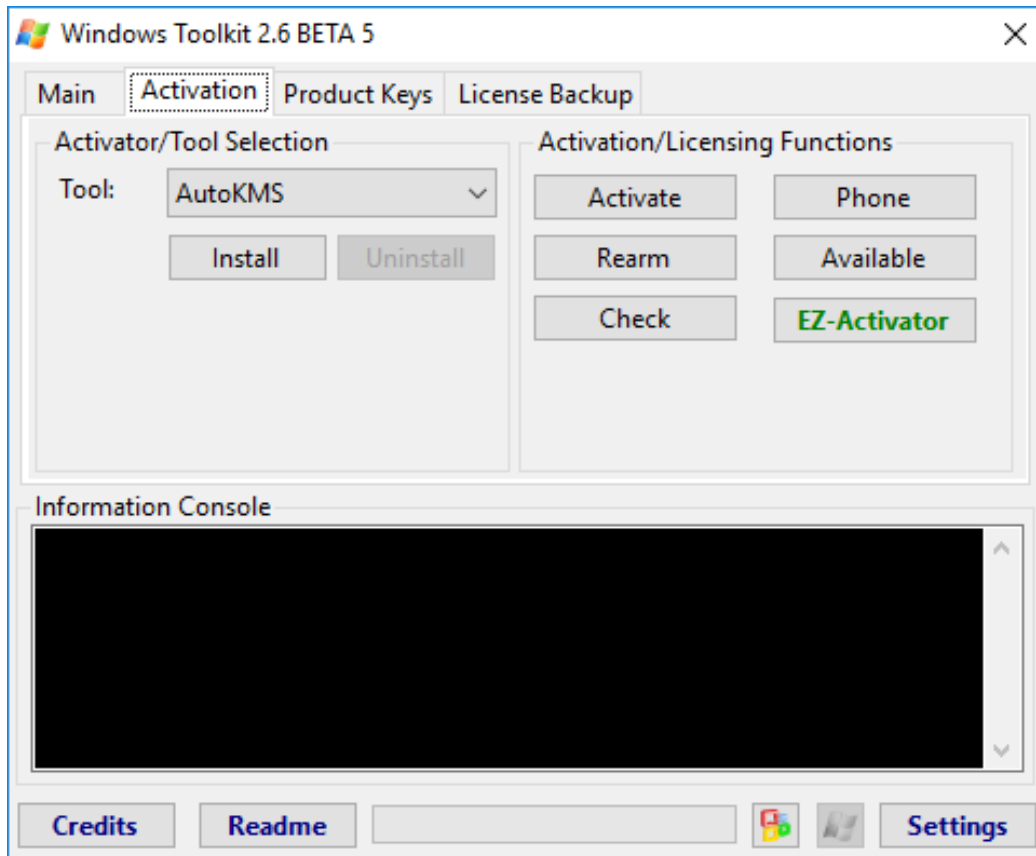 Windows Toolkit 2.6 BETA 5
Main Activation Product Keys License Backup
Activator/Tool Selection
Tool: AutoKMS
Install Uninstall
Activation/Licensing Functions
Activate Phone
Rearm Available
Check EZ-Activator
Information Console
Credits Readme Settings